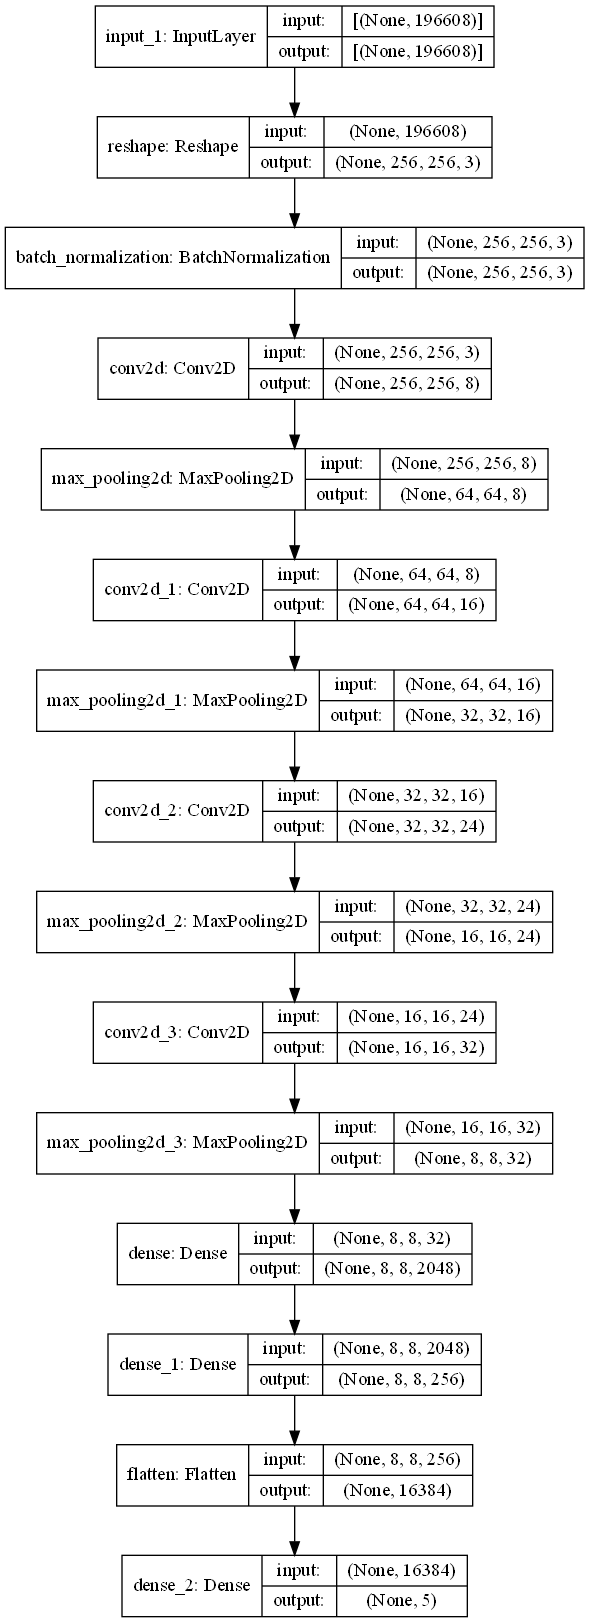 input_1: InputLayer input: [(None, 196608)]
output: [(None, 196608)]
reshape: Reshape input: (None, 196608)
output: (None, 256, 256, 3)
batch_normalization: BatchNormalization input: (None, 256, 256, 3)
output: (None, 256, 256, 3)
conv2d: Conv2D input: (None, 256, 256, 3)
output: (None, 256, 256, 8)
max_pooling2d: MaxPooling2D input: (None, 256, 256, 8)
output: (None, 64, 64, 8)
conv2d_1: Conv2D input: (None, 64, 64, 8)
output: (None, 64, 64, 16)
max_pooling2d_1: MaxPooling2D input: (None, 64, 64, 16)
output: (None, 32, 32, 16)
conv2d_2: Conv2D input: (None, 32, 32, 16)
output: (None, 32, 32, 24)
max_pooling2d_2: MaxPooling2D input: (None, 32, 32, 24)
output: (None, 16, 16, 24)
conv2d_3: Conv2D input: (None, 16, 16, 24)
output: (None, 16, 16, 32)
max_pooling2d_3: MaxPooling2D input: (None, 16, 16, 32)
output: (None, 8, 8, 32)
dense: Dense input: (None, 8, 8, 32)
output: (None, 8, 8, 2048)
dense_1: Dense input: (None, 8, 8, 2048)
output: (None, 8, 8, 256)
flatten: Flatten input: (None, 8, 8, 256)
output: (None, 16384)
dense_2: Dense input: (None, 16384)
output: (None, 5)